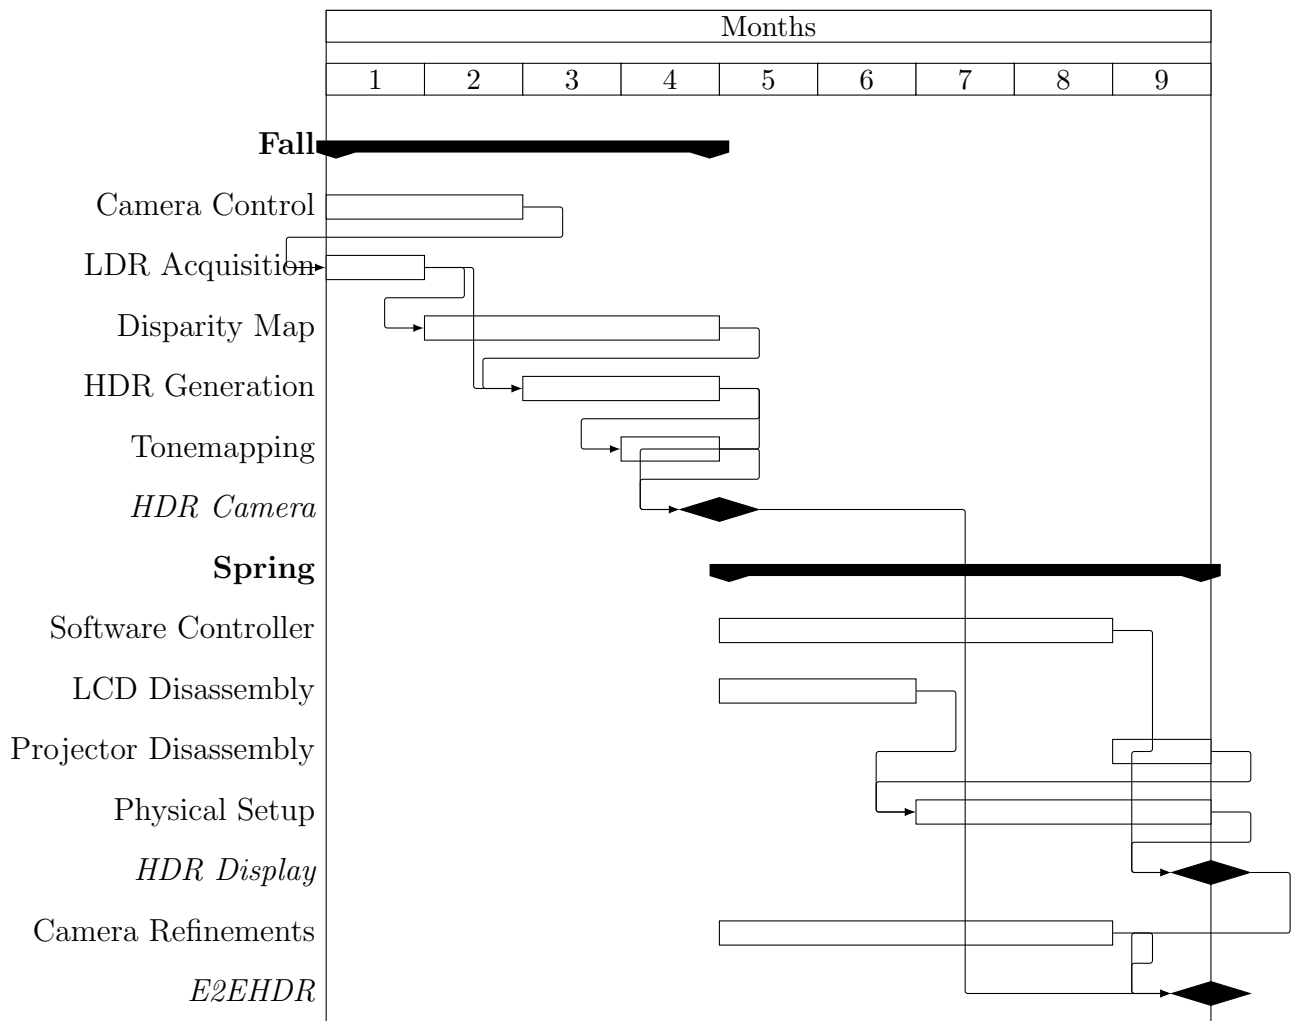 Months
1 2 3 4 5 6 7 8 9
Fall
Camera Control
LDR Acquisition
Disparity Map
HDR Generation
Tonemapping
HDR Camera
Spring
Software Controller
LCD Disassembly
Projector Disassembly
Physical Setup
HDR Display
Camera Refinements
E2EHDR